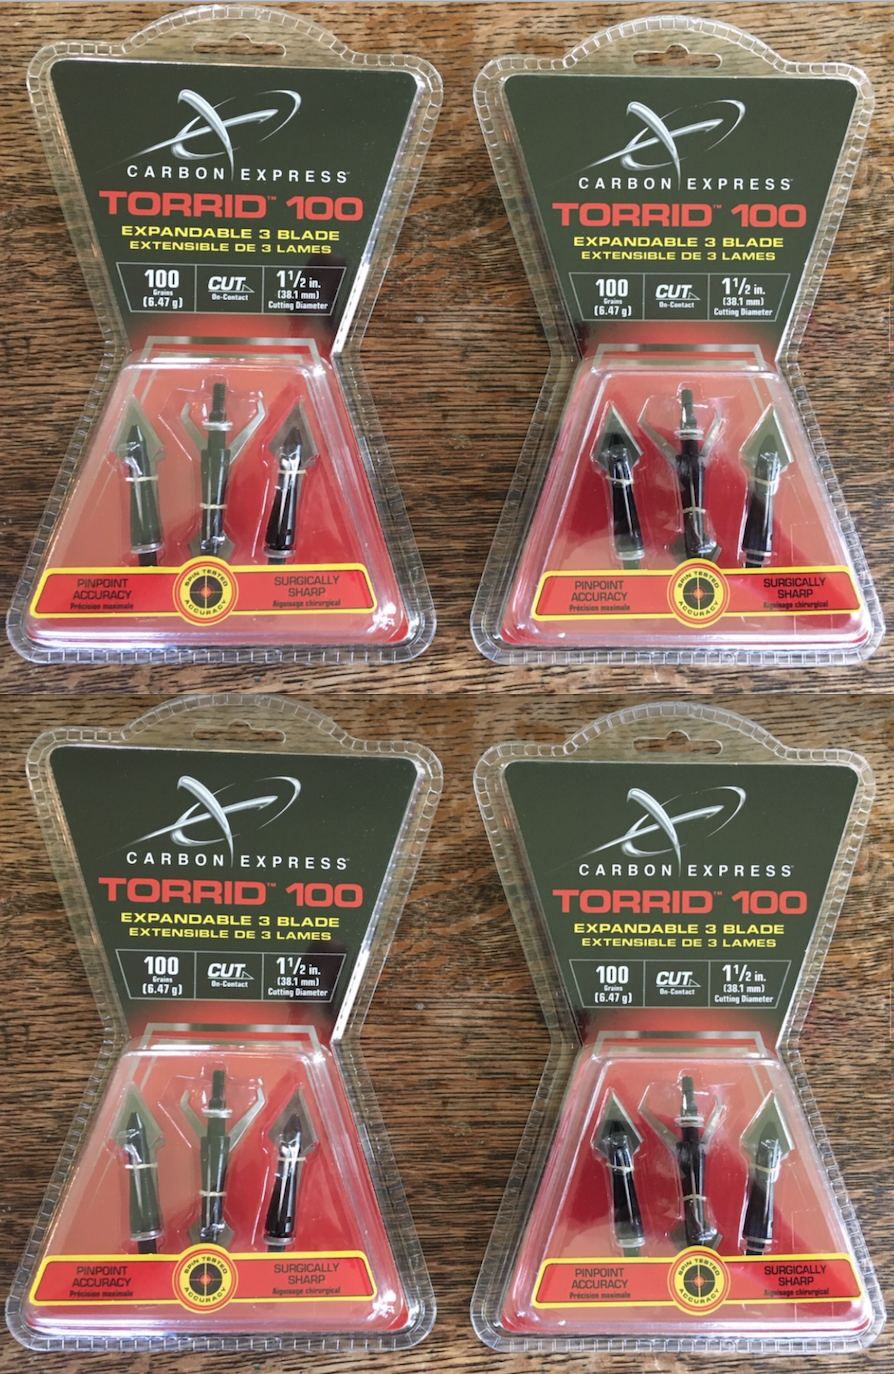 CARBON EXPRESS
TORRID™ 100
EXPANDABLE 3 BLADE
EXTENSIBLE DE 3 LAMES
100
Grains
(6.47 g)
CUT
On-Contact
1 1/2 in.
(38.1 mm)
Cutting Diameter
PINPOINT
ACCURACY
Précision maximale
SPIN TESTED
ACCURACY
SURGICALLY
SHARP
Aiguisage chirurgical
CARBON EXPRESS
TORRID™ 100
EXPANDABLE 3 BLADE
EXTENSIBLE DE 3 LAMES
100
Grains
(6.47 g)
CUT
On-Contact
1 1/2 in.
(38.1 mm)
Cutting Diameter
PINPOINT
ACCURACY
Précision maximale
SPIN TESTED
ACCURACY
SURGICALLY
SHARP
Aiguisage chirurgical
CARBON EXPRESS
TORRID™ 100
EXPANDABLE 3 BLADE
EXTENSIBLE DE 3 LAMES
100
Grains
(6.47 g)
CUT
On-Contact
1 1/2 in.
(38.1 mm)
Cutting Diameter
PINPOINT
ACCURACY
Précision maximale
SPIN TESTED
ACCURACY
SURGICALLY
SHARP
Aiguisage chirurgical
CARBON EXPRESS
TORRID™ 100
EXPANDABLE 3 BLADE
EXTENSIBLE DE 3 LAMES
100
Grains
(6.47 g)
CUT
On-Contact
1 1/2 in.
(38.1 mm)
Cutting Diameter
PINPOINT
ACCURACY
Précision maximale
SPIN TESTED
ACCURACY
SURGICALLY
SHARP
Aiguisage chirurgical